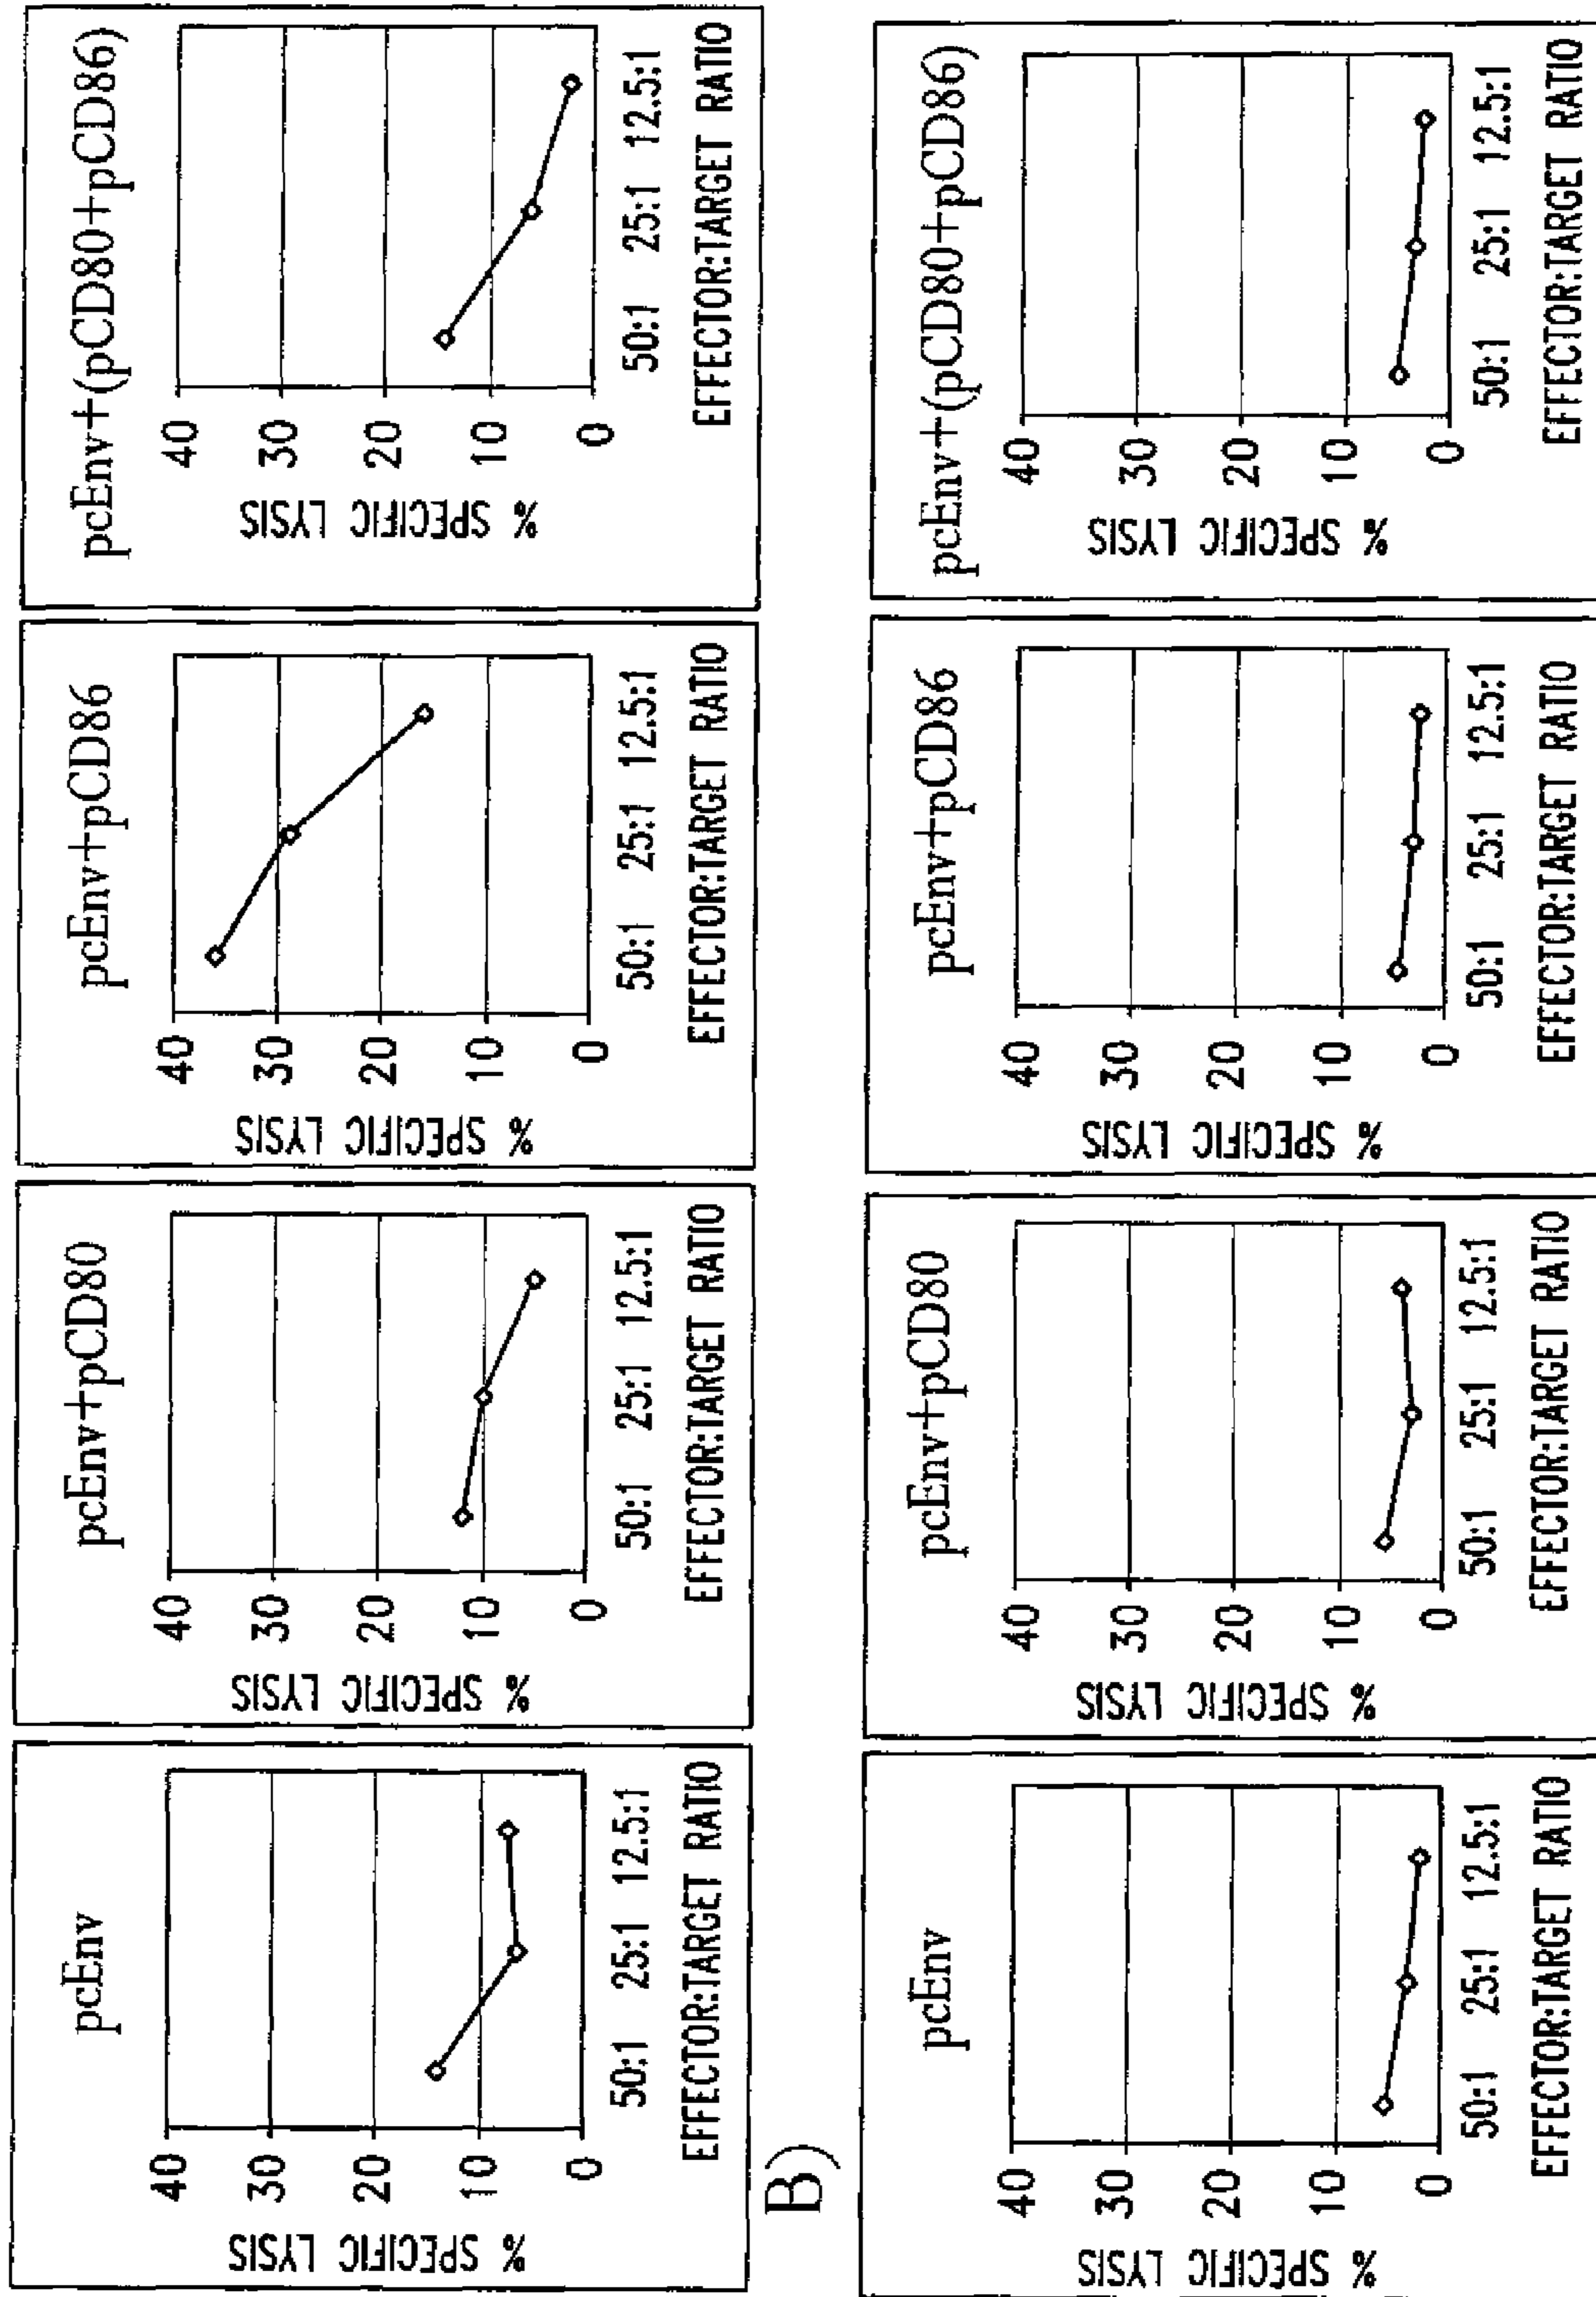 pcEnv
% SPECIFIC LYSIS
40
30
20
10
0
50:1 25:1 12.5:1
EFFECTOR:TARGET RATIO
pcEnv+pCD80
% SPECIFIC LYSIS
40
30
20
10
0
50:1 25:1 12.5:1
EFFECTOR:TARGET RATIO
pcEnv+pCD86
% SPECIFIC LYSIS
40
30
20
10
0
50:1 25:1 12.5:1
EFFECTOR:TARGET RATIO
pcEnv+(pCD80+pCD86)
% SPECIFIC LYSIS
40
30
20
10
0
50:1 25:1 12.5:1
EFFECTOR:TARGET RATIO
B)
pcEnv
% SPECIFIC LYSIS
40
30
20
10
0
50:1 25:1 12.5:1
EFFECTOR:TARGET RATIO
pcEnv+pCD80
% SPECIFIC LYSIS
40
30
20
10
0
50:1 25:1 12.5:1
EFFECTOR:TARGET RATIO
pcEnv+pCD86
% SPECIFIC LYSIS
40
30
20
10
0
50:1 25:1 12.5:1
EFFECTOR:TARGET RATIO
pcEnv+(pCD80+pCD86)
% SPECIFIC LYSIS
40
30
20
10
0
50:1 25:1 12.5:1
EFFECTOR:TARGET RATIO